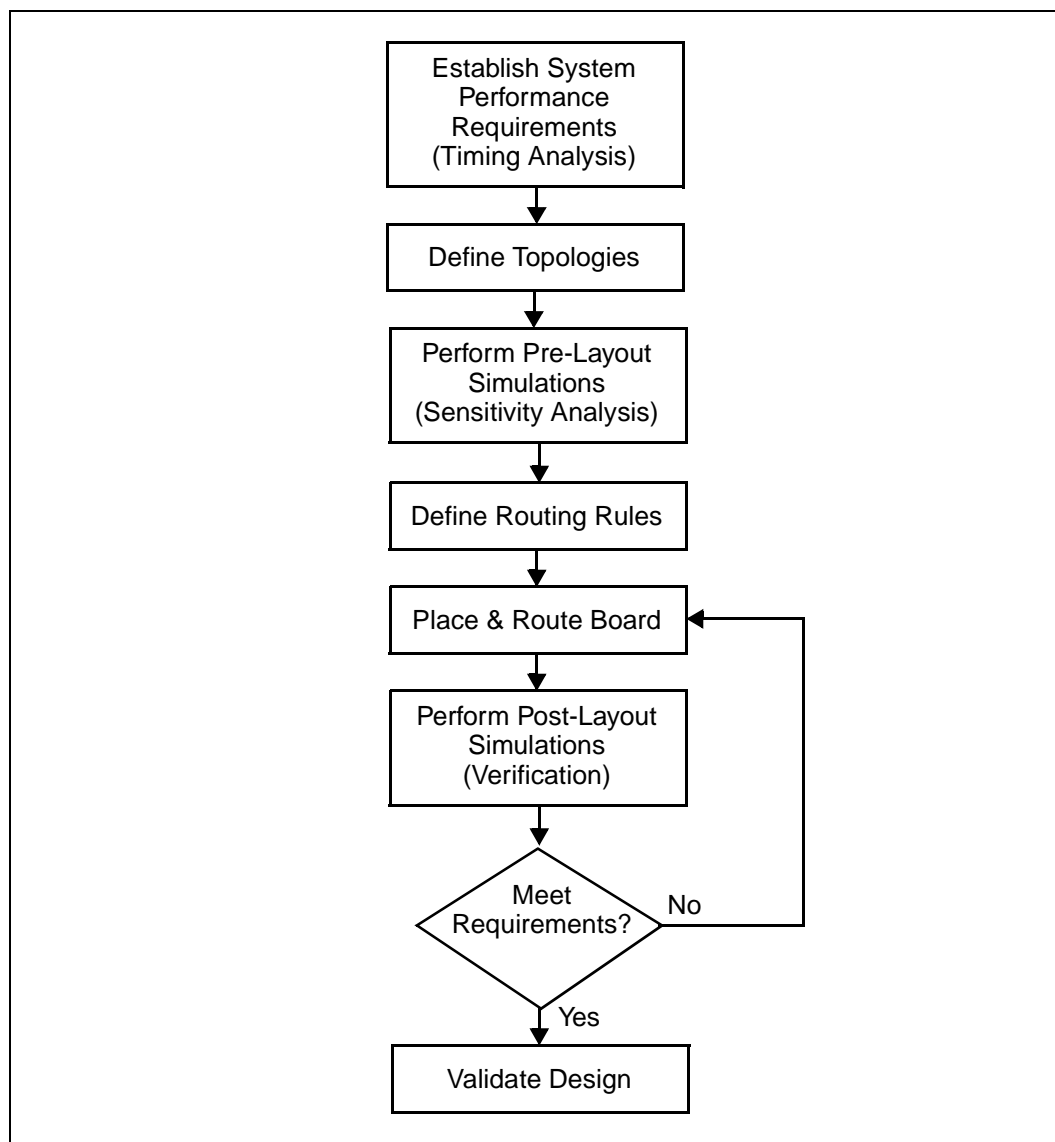 Establish System
Performance
Requirements
(Timing Analysis)
Define Topologies
Perform Pre-Layout
Simulations
(Sensitivity Analysis)
Define Routing Rules
Place & Route Board
Perform Post-Layout
Simulations
(Verification)
Meet
Requirements?
No
Yes
Validate Design